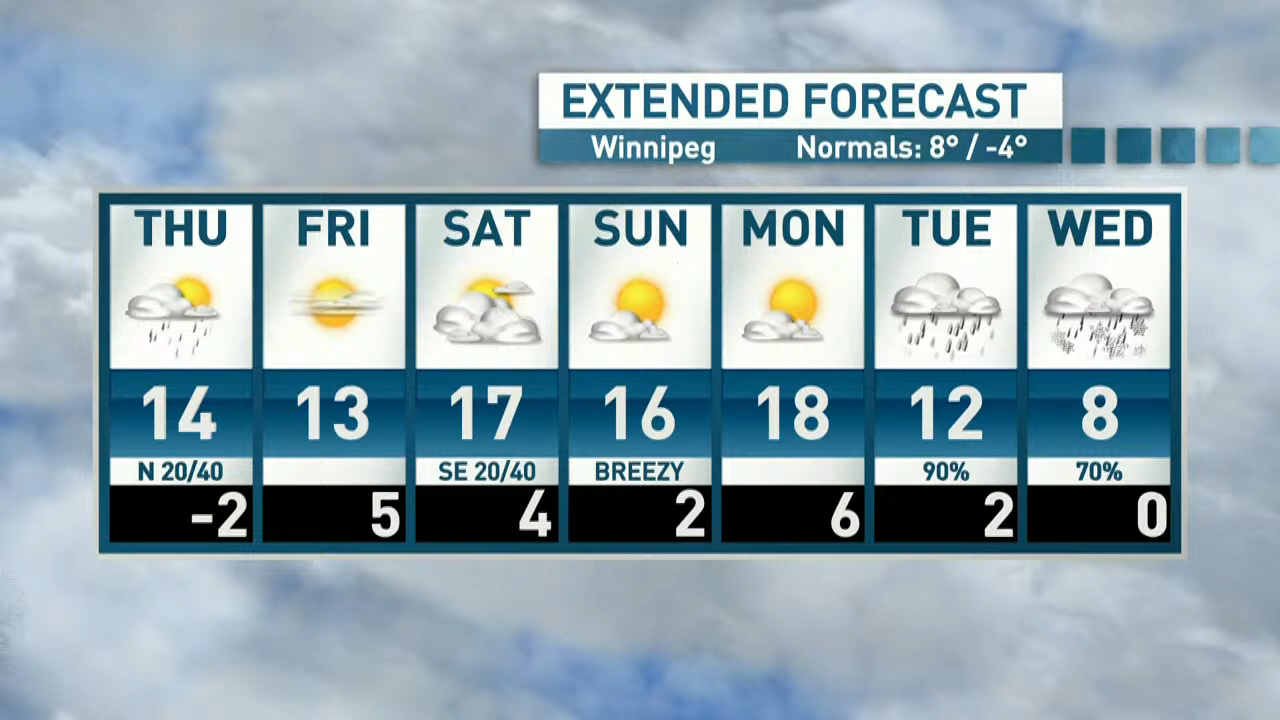 EXTENDED FORECAST
Winnipeg Normals: 8° / -4°
THU FRI SAT SUN MON TUE WED
14 13 17 16 18 12 8
N 20/40 SE 20/40 BREEZY 90% 70%
-2 5 4 2 6 2 0